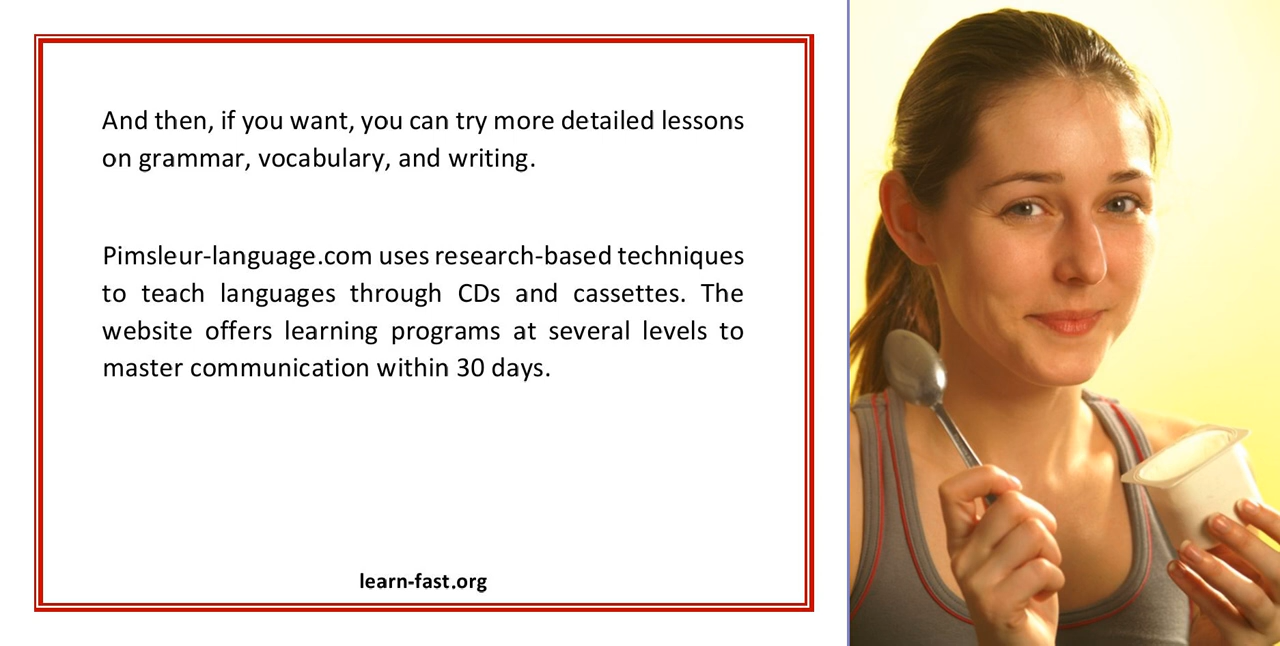 And then, if you want, you can try more detailed lessons
on grammar, vocabulary, and writing.
Pimsleur-language.com uses research-based techniques
to teach languages through CDs and cassettes. The
website offers learning programs at several levels to
master communication within 30 days.
learn-fast.org